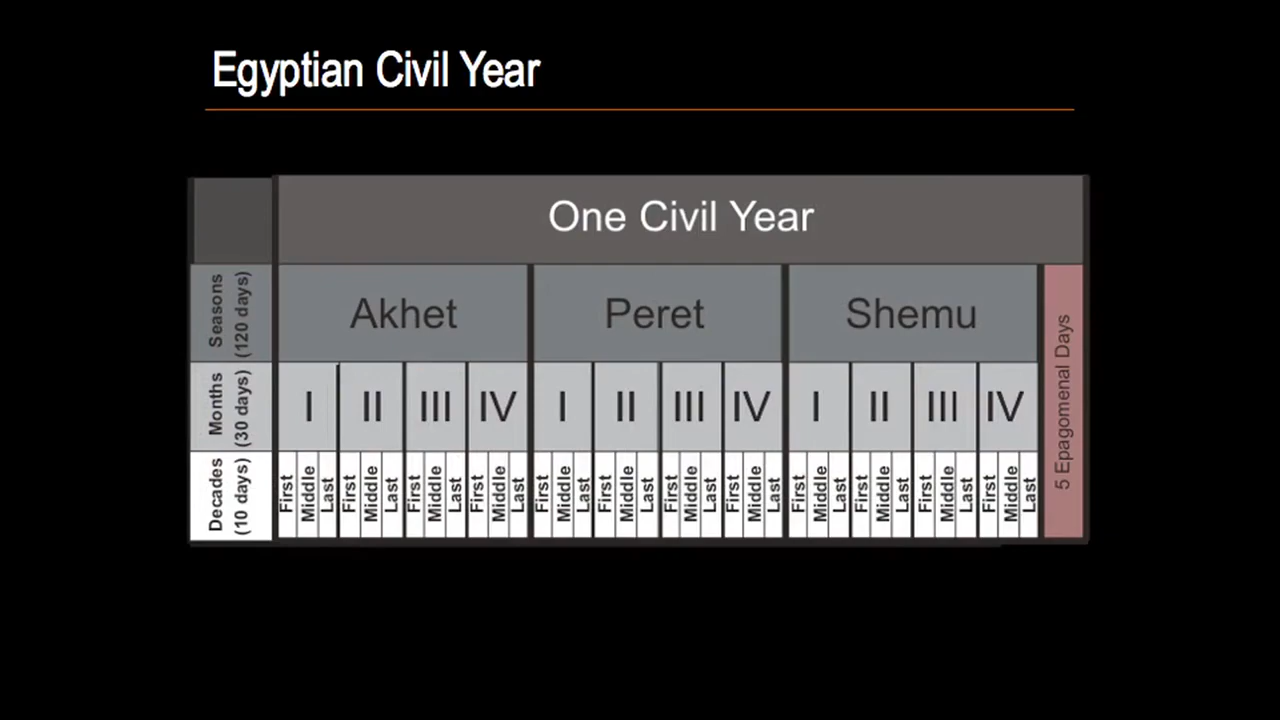 Egyptian Civil Year
One Civil Year
Seasons
(120 days)
Akhet
Peret
Shemu
5 Epagomenal Days
Months
(30 days)
I
II
III
IV
I
II
III
IV
I
II
III
IV
Decades
(10 days)
First
Middle
Last
First
Middle
Last
First
Middle
Last
First
Middle
Last
First
Middle
Last
First
Middle
Last
First
Middle
Last
First
Middle
Last
First
Middle
Last
First
Middle
Last
First
Middle
Last
First
Middle
Last